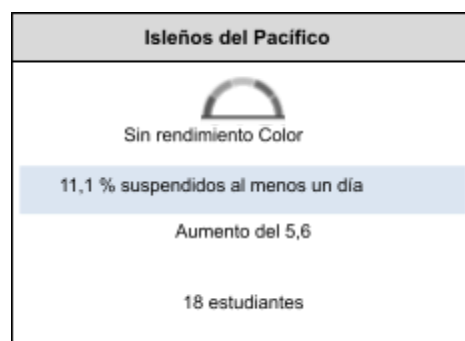 Isleños del Pacífico
Sin rendimiento Color
11,1 % suspendidos al menos un día
Aumento del 5,6
18 estudiantes